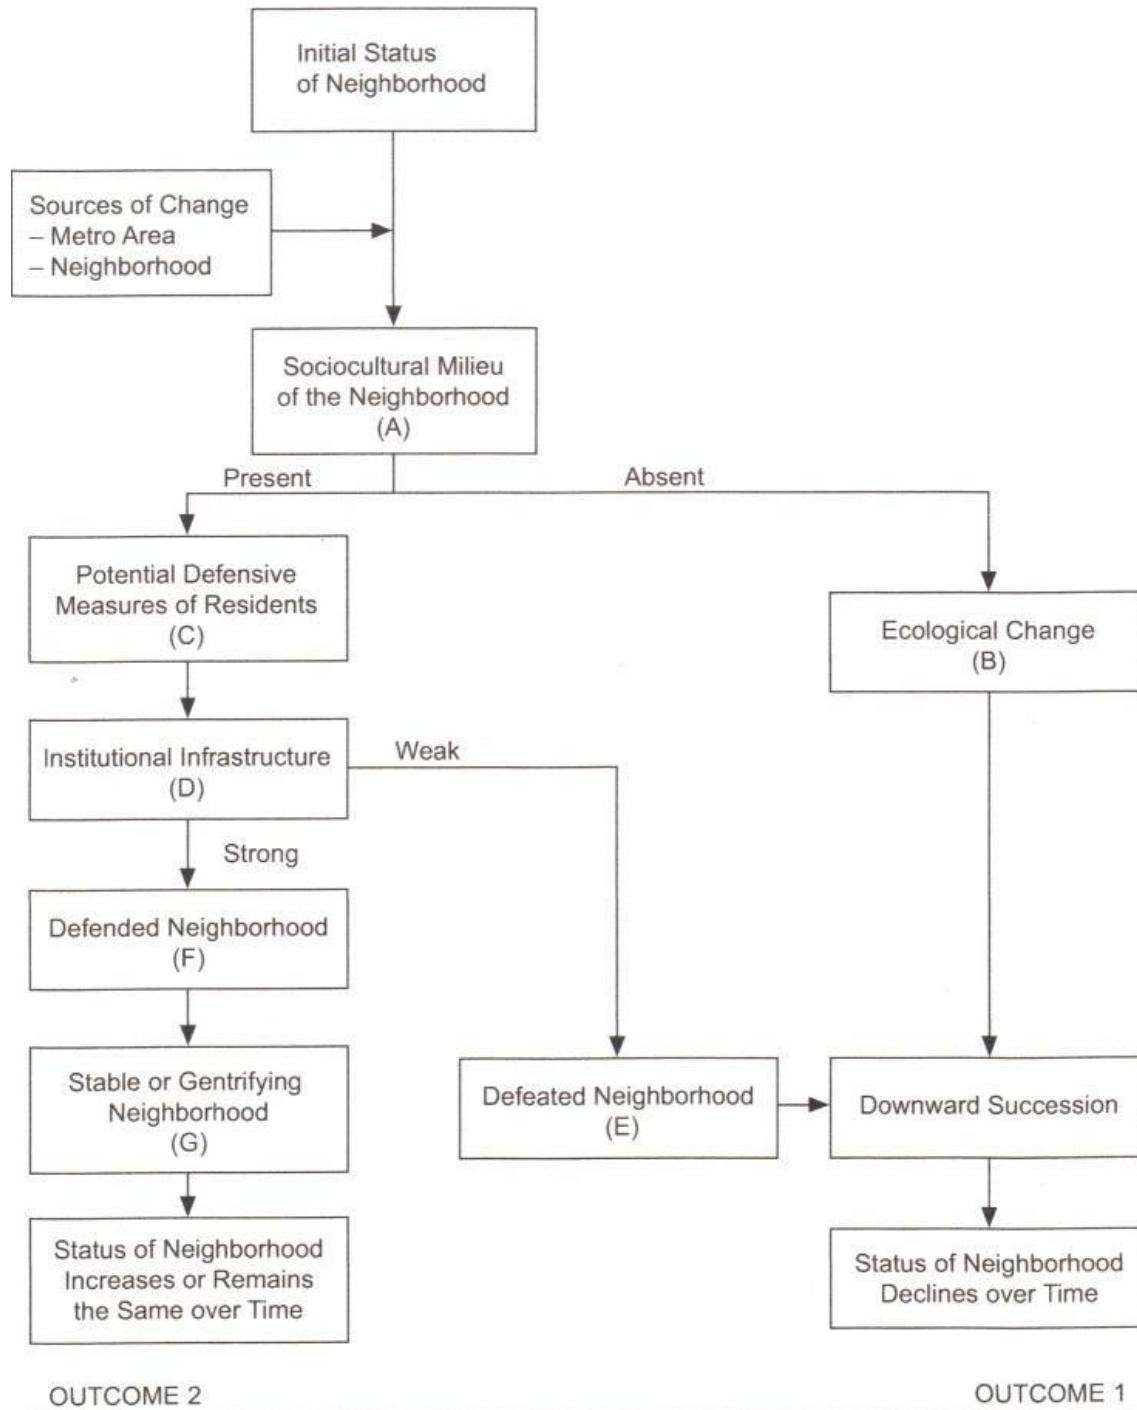 Initial Status
of Neighborhood
Sources of Change
– Metro Area
– Neighborhood
Sociocultural Milieu
of the Neighborhood
(A)
Present
Absent
Potential Defensive
Measures of Residents
(C)
Ecological Change
(B)
Institutional Infrastructure
(D)
Weak
Strong
Defended Neighborhood
(F)
Stable or Gentrifying
Neighborhood
(G)
Defeated Neighborhood
(E)
Downward Succession
Status of Neighborhood
Increases or Remains
the Same over Time
Status of Neighborhood
Declines over Time
OUTCOME 2
OUTCOME 1